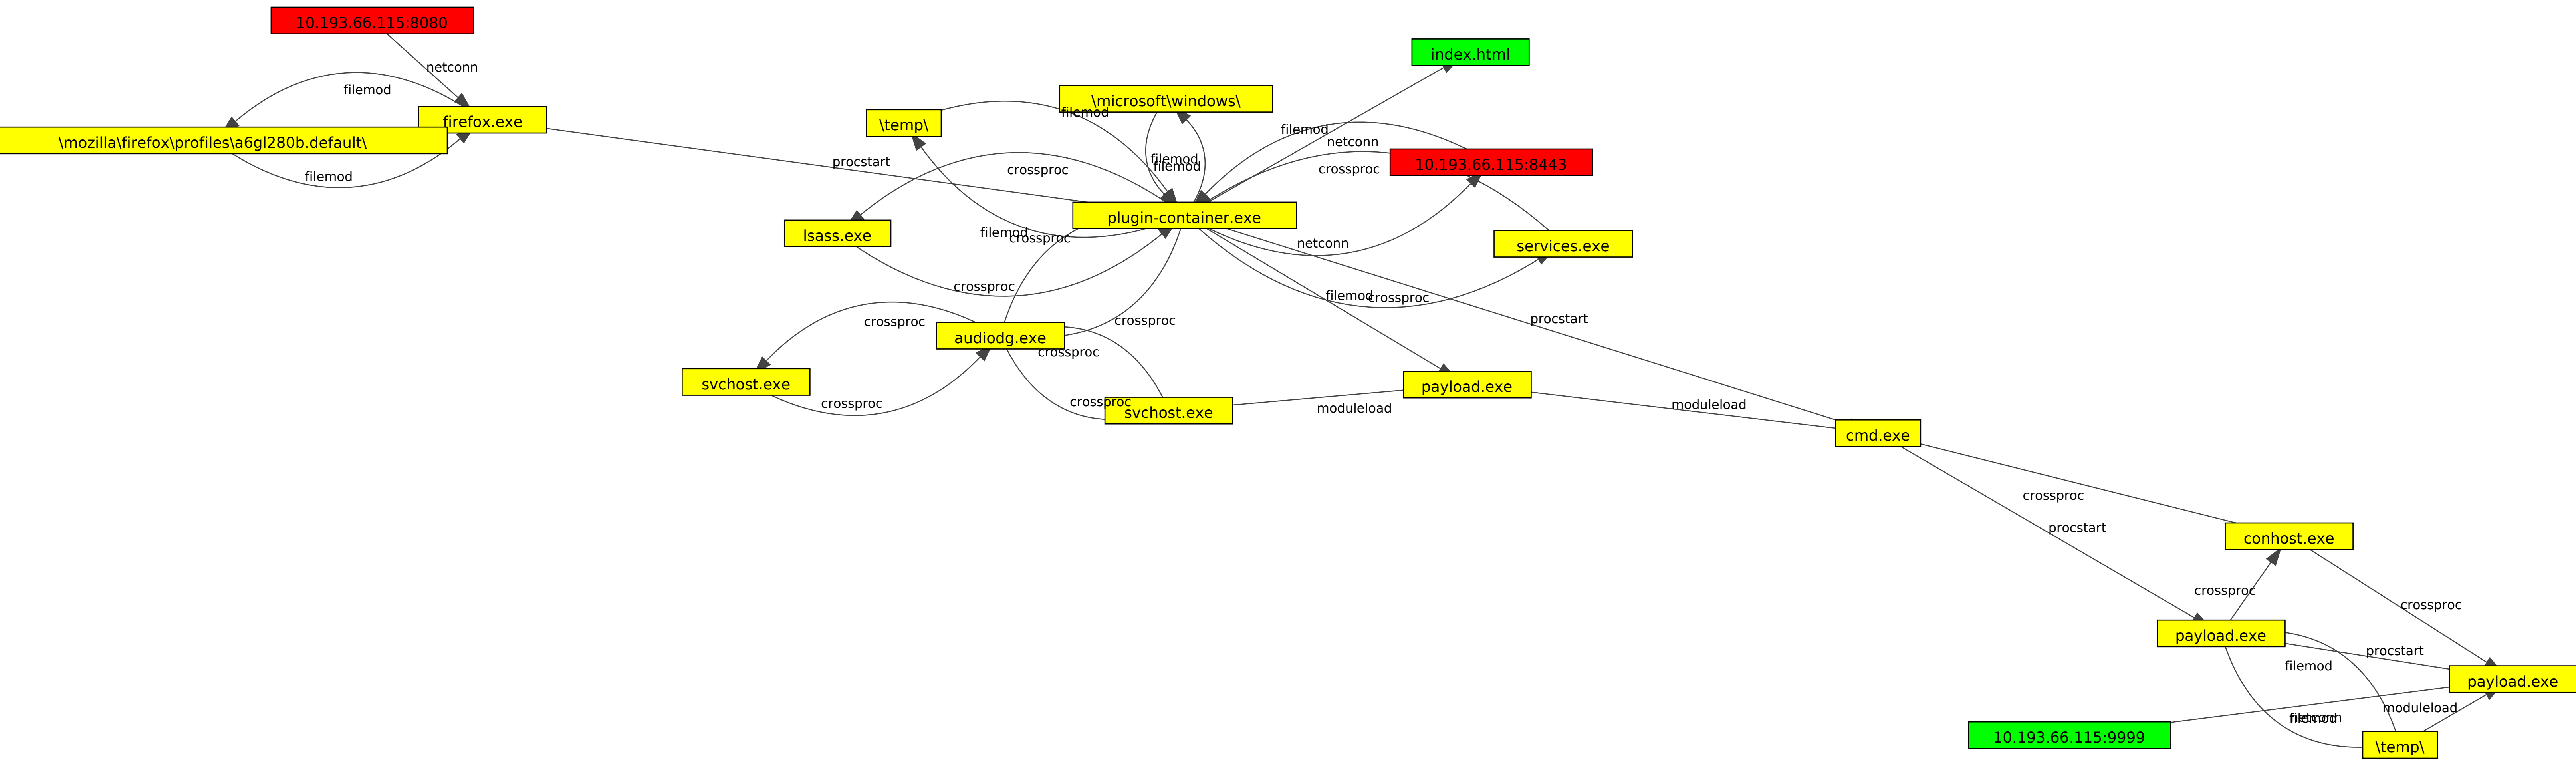 10.193.66.115:8080
netconn
index.html
filemod
\microsoft\windows\
firefox.exe
\temp\
filemod
\mozilla\firefox\profiles\a6gl280b.default\
filemod
netconn
procstart
filemod
filemod
crossproc
crossproc
10.193.66.115:8443
filemod
plugin-container.exe
lsass.exe
filemod
crossproc
netconn
services.exe
crossproc
filemod
crossproc
crossproc
crossproc
procstart
audiodg.exe
crossproc
svchost.exe
payload.exe
crossproc
crossproc
svchost.exe
moduleload
moduleload
cmd.exe
crossproc
procstart
conhost.exe
crossproc
crossproc
payload.exe
procstart
filemod
payload.exe
moduleload
filemod
netconn
10.193.66.115:9999
\temp\